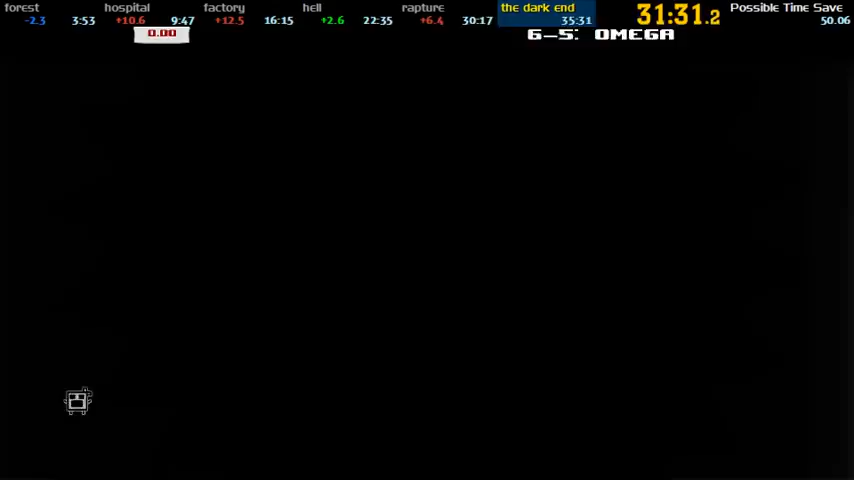 forest hospital factory hell rapture the dark end 31:31.2 Possible Time Save
-2.3 3:53 +10.6 9:47 +12.5 16:15 +2.6 22:35 +6.4 30:17 35:31 50.06
0.00 6-5: OMEGA